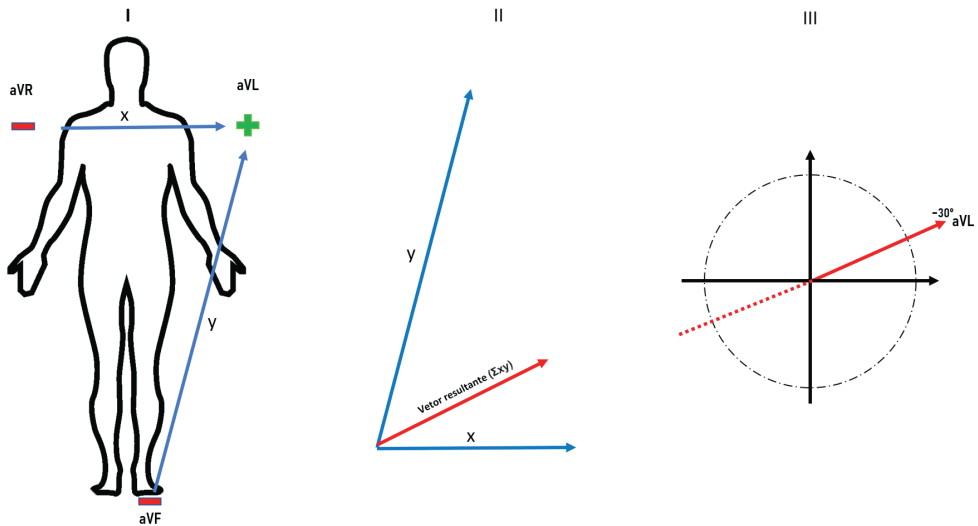 I
aVR
aVL
x
y
aVF
II
y
Vetor resultante (Σxy)
x
III
−30°
aVL